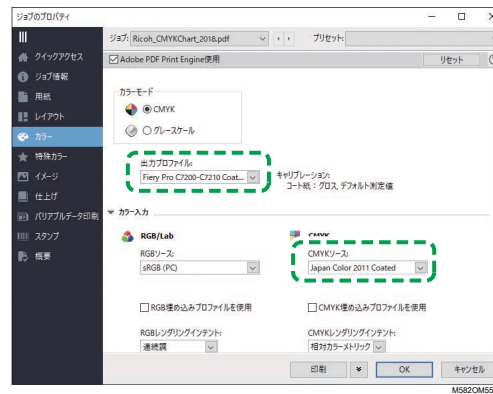 ジョブのプロパティ
ジョブ: Ricoh_CMYKChart_2018.pdf プリセット:
Adobe PDF Print Engine使用 リセット
クイックアクセス
ジョブ情報
用紙
レイアウト
カラー
特殊カラー
イメージ
仕上げ
バリアブルデータ印刷
スタンプ
概要
カラーモード
CMYK
グレースケール
出力プロファイル:
Fiery Pro C7200-C7210 Coat...
キャリブレーション:
コート紙：グロス, デフォルト測定値
カラー入力
RGB/Lab CMYK
RGBソース: CMYKソース:
sRGB (PC) Japan Color 2011 Coated
RGB埋め込みプロファイルを使用 CMYK埋め込みプロファイルを使用
RGBレンダリングインテント: CMYKレンダリングインテント:
連続調 相対カラーメトリック
印刷 OK キャンセル